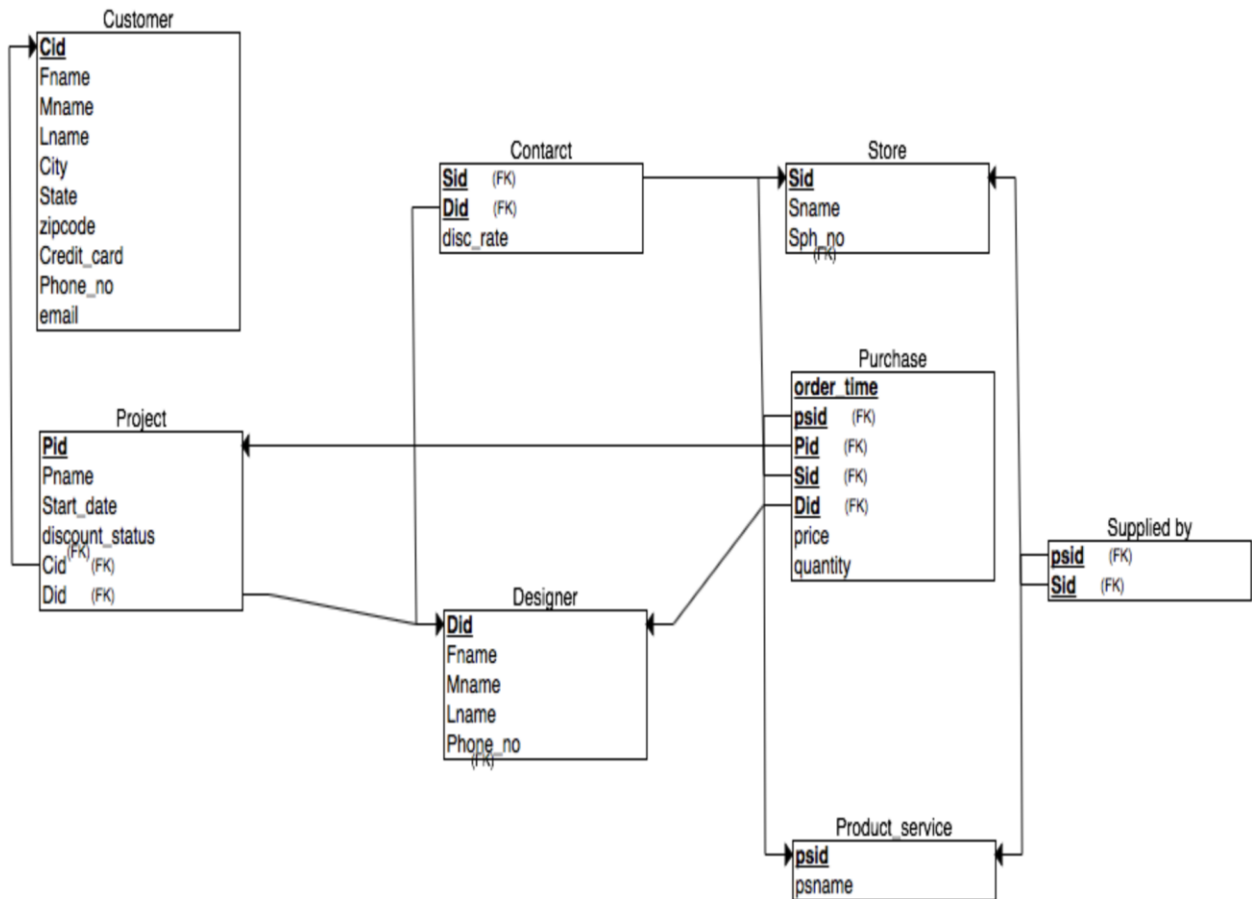 Customer
Cid
Fname
Mname
Lname
City
State
zipcode
Credit_card
Phone_no
email
Contarct
Sid (FK)
Did (FK)
disc_rate
Store
Sid
Sname
Sph_no
(FK)
Purchase
order_time
psid (FK)
Pid (FK)
Sid (FK)
Did (FK)
price
quantity
Project
Pid
Pname
Start_date
discount_status
(FK)
Cid (FK)
Did (FK)
Supplied by
psid (FK)
Sid (FK)
Designer
Did
Fname
Mname
Lname
Phone_no
(FK)
Product_service
psid
psname